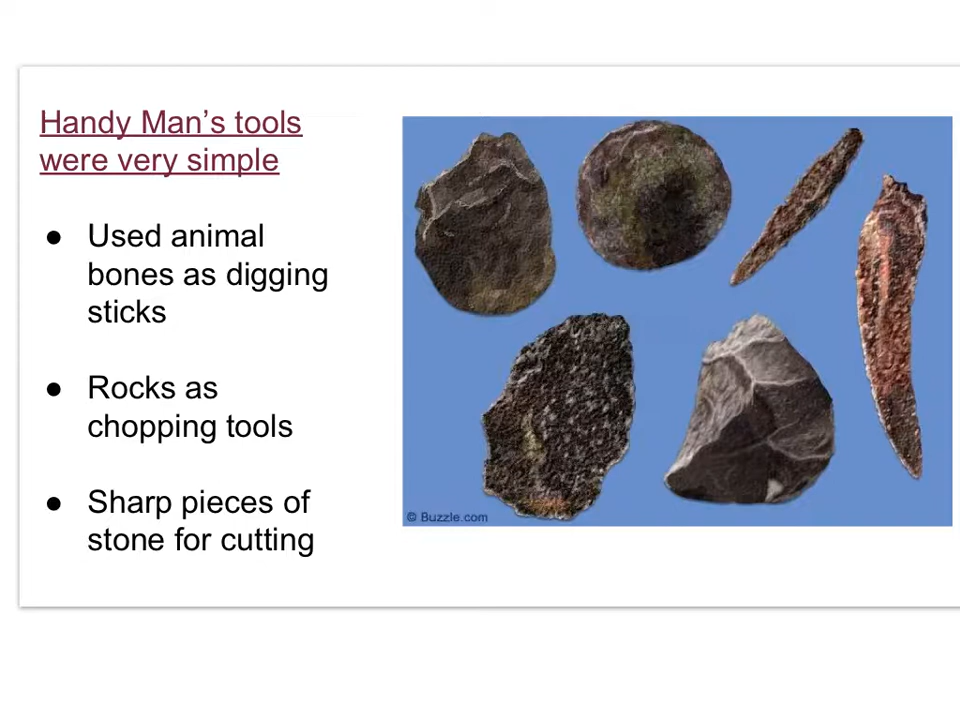 Handy Man’s tools
were very simple
● Used animal
bones as digging
sticks
● Rocks as
chopping tools
● Sharp pieces of
stone for cutting
© Buzzle.com